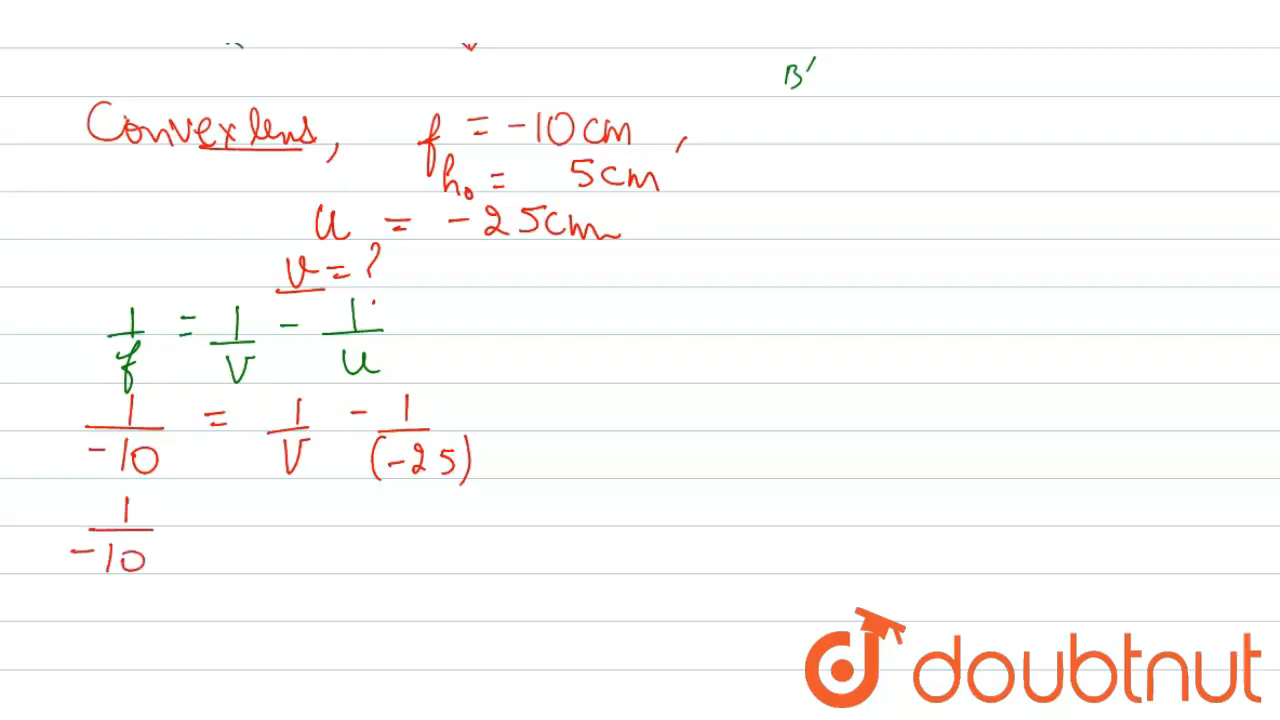 B′
Convex lens, f = -10 cm,
h₀ = 5 cm
u = -25 cm
v = ?
1/f = 1/v - 1/u
1/-10 = 1/v - 1/(-25)
1/-10
doubtnut